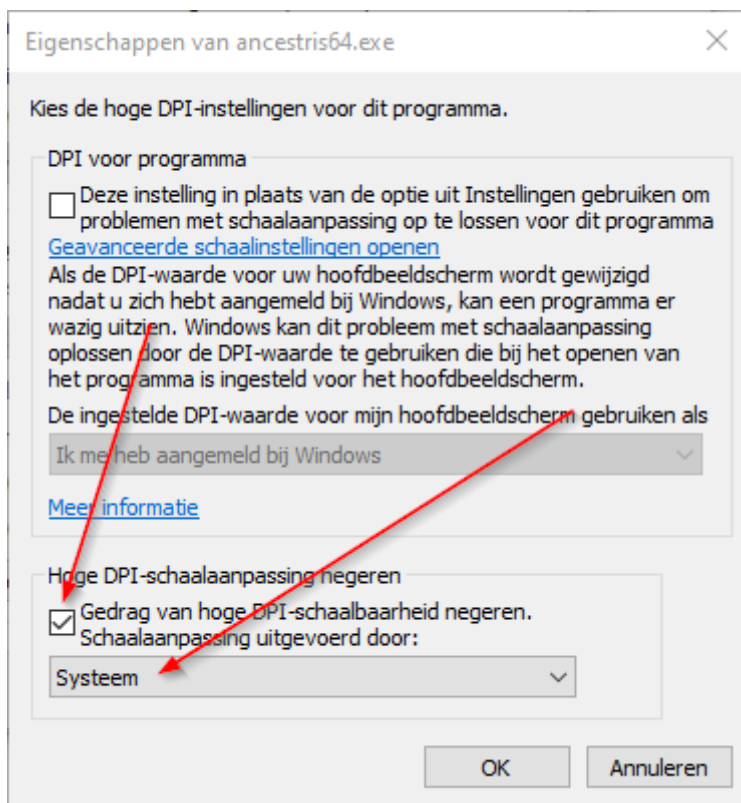 Eigenschappen van ancestris64.exe
Kies de hoge DPI-instellingen voor dit programma.
DPI voor programma
Deze instelling in plaats van de optie uit Instellingen gebruiken om
problemen met schaalaanpassing op te lossen voor dit programma
Geavanceerde schaalinstellingen openen
Als de DPI-waarde voor uw hoofdbeeldscherm wordt gewijzigd
nadat u zich hebt aangemeld bij Windows, kan een programma er
wazig uitzien. Windows kan dit probleem met schaalaanpassing
oplossen door de DPI-waarde te gebruiken die bij het openen van
het programma is ingesteld voor het hoofdbeeldscherm.
De ingestelde DPI-waarde voor mijn hoofdbeeldscherm gebruiken als
Ik me heb aangemeld bij Windows
Meer informatie
Hoge DPI-schaalaanpassing negeren
Gedrag van hoge DPI-schaalbaarheid negeren.
Schaalaanpassing uitgevoerd door:
Systeem
OK
Annuleren